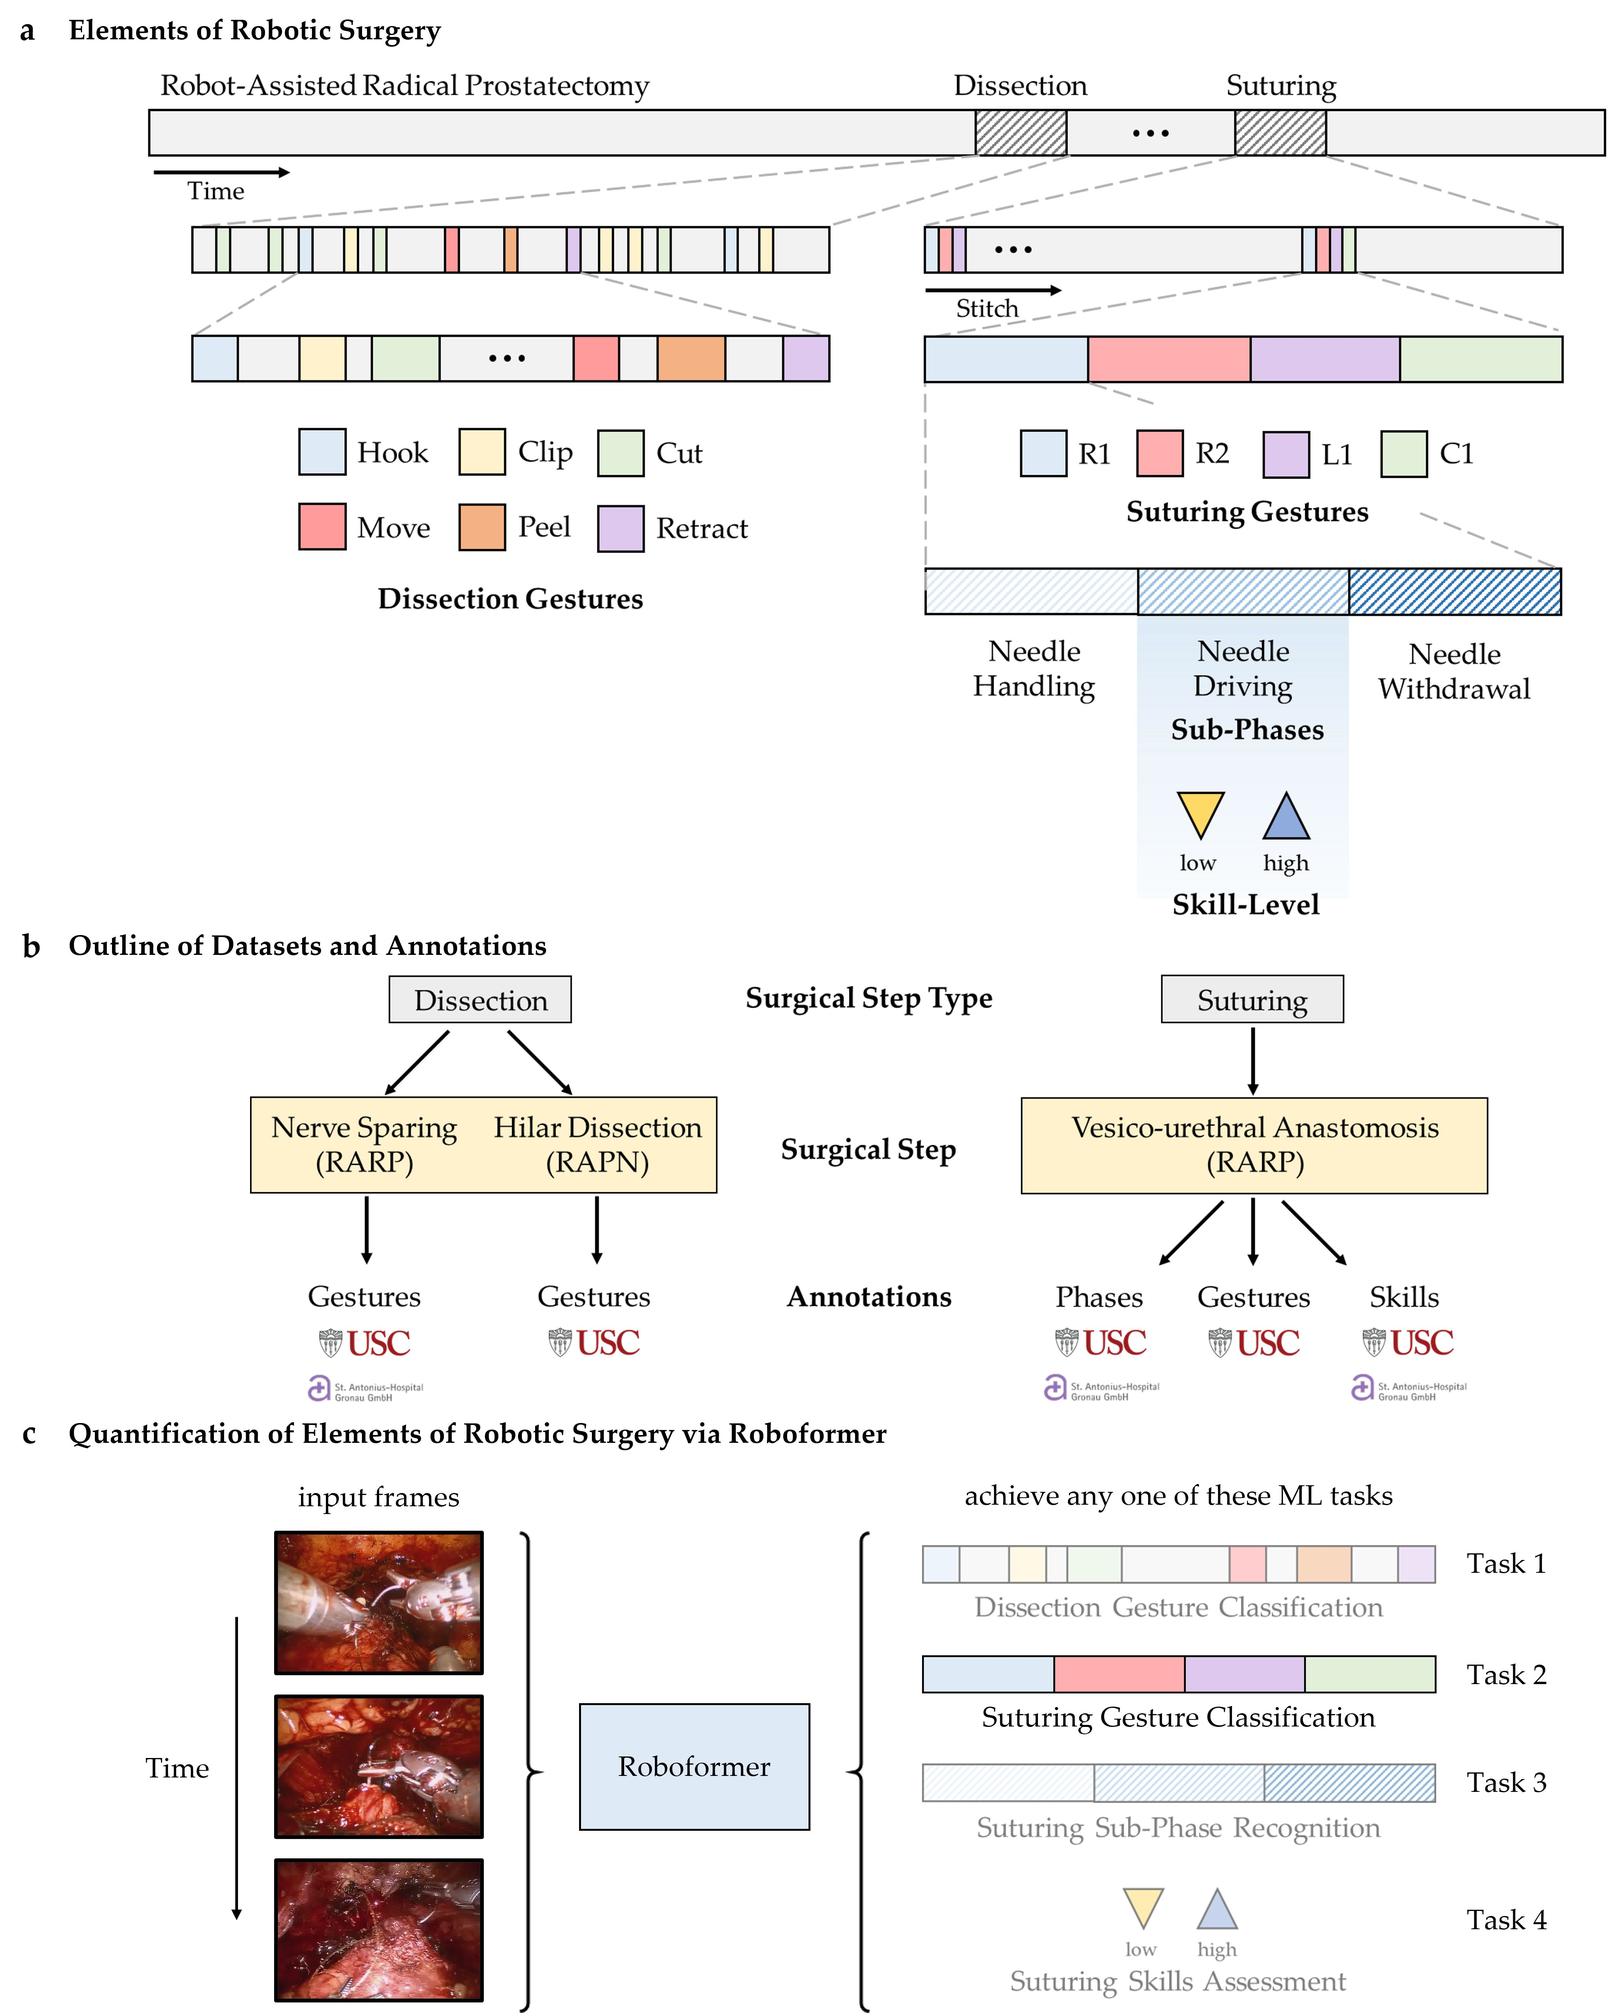 a Elements of Robotic Surgery
Robot-Assisted Radical Prostatectomy
Dissection
Suturing
Time
Stitch
Hook
Clip
Cut
Move
Peel
Retract
Dissection Gestures
R1
R2
L1
C1
Suturing Gestures
Needle
Handling
Needle
Driving
Needle
Withdrawal
Sub-Phases
low
high
Skill-Level
b Outline of Datasets and Annotations
Dissection
Surgical Step Type
Suturing
Nerve Sparing
(RARP)
Hilar Dissection
(RAPN)
Surgical Step
Vesico-urethral Anastomosis
(RARP)
Gestures
USC
St. Antonius-Hospital
Gronau GmbH
Gestures
USC
Annotations
Phases
USC
St. Antonius-Hospital
Gronau GmbH
Gestures
USC
Skills
USC
St. Antonius-Hospital
Gronau GmbH
c Quantification of Elements of Robotic Surgery via Roboformer
input frames
Time
Roboformer
achieve any one of these ML tasks
Task 1
Dissection Gesture Classification
Task 2
Suturing Gesture Classification
Task 3
Suturing Sub-Phase Recognition
low
high
Task 4
Suturing Skills Assessment